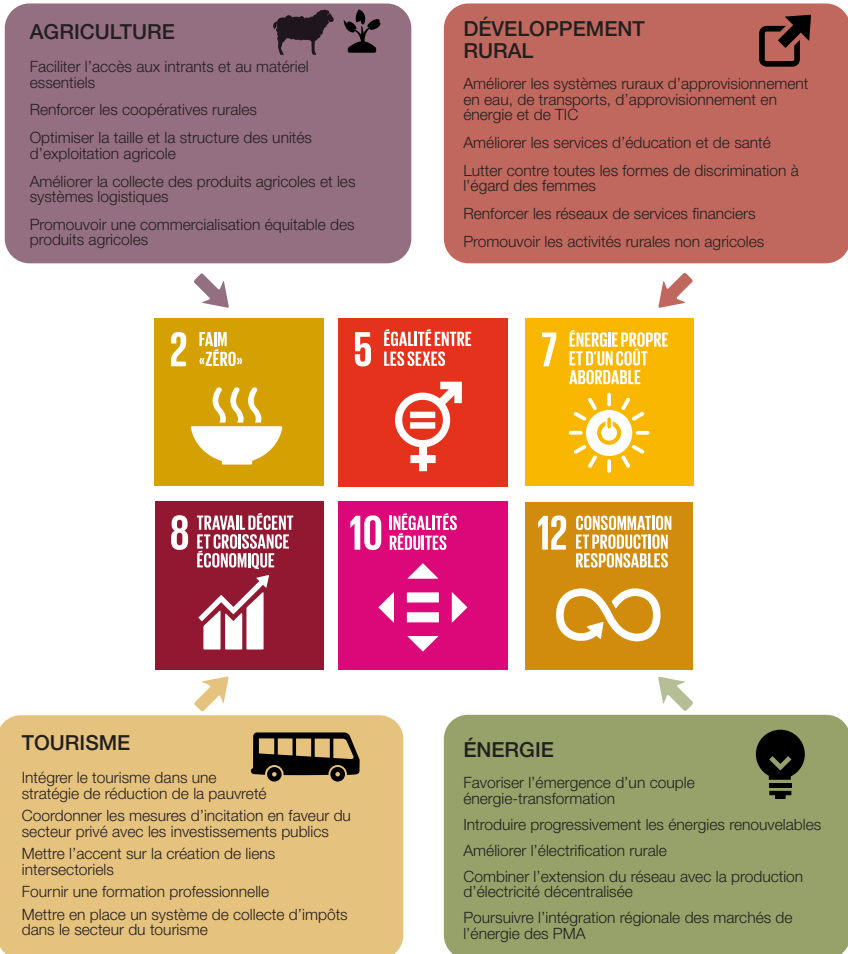 AGRICULTURE
Faciliter l’accès aux intrants et au matériel
essentiels
Renforcer les coopératives rurales
Optimiser la taille et la structure des unités
d’exploitation agricole
Améliorer la collecte des produits agricoles et les
systèmes logistiques
Promouvoir une commercialisation équitable des
produits agricoles
DÉVELOPPEMENT
RURAL
Améliorer les systèmes ruraux d’approvisionnement
en eau, de transports, d’approvisionnement en
énergie et de TIC
Améliorer les services d’éducation et de santé
Lutter contre toutes les formes de discrimination à
l’égard des femmes
Renforcer les réseaux de services financiers
Promouvoir les activités rurales non agricoles
2 FAIM
«ZÉRO»
5 ÉGALITÉ ENTRE
LES SEXES
7 ÉNERGIE PROPRE
ET D’UN COÛT
ABORDABLE
8 TRAVAIL DÉCENT
ET CROISSANCE
ÉCONOMIQUE
10 INÉGALITÉS
RÉDUITES
12 CONSOMMATION
ET PRODUCTION
RESPONSABLES
TOURISME
Intégrer le tourisme dans une
stratégie de réduction de la pauvreté
Coordonner les mesures d’incitation en faveur du
secteur privé avec les investissements publics
Mettre l’accent sur la création de liens
intersectoriels
Fournir une formation professionnelle
Mettre en place un système de collecte d’impôts
dans le secteur du tourisme
ÉNERGIE
Favoriser l’émergence d’un couple
énergie-transformation
Introduire progressivement les énergies renouvelables
Améliorer l’électrification rurale
Combiner l’extension du réseau avec la production
d’électricité décentralisée
Poursuivre l’intégration régionale des marchés de
l’énergie des PMA